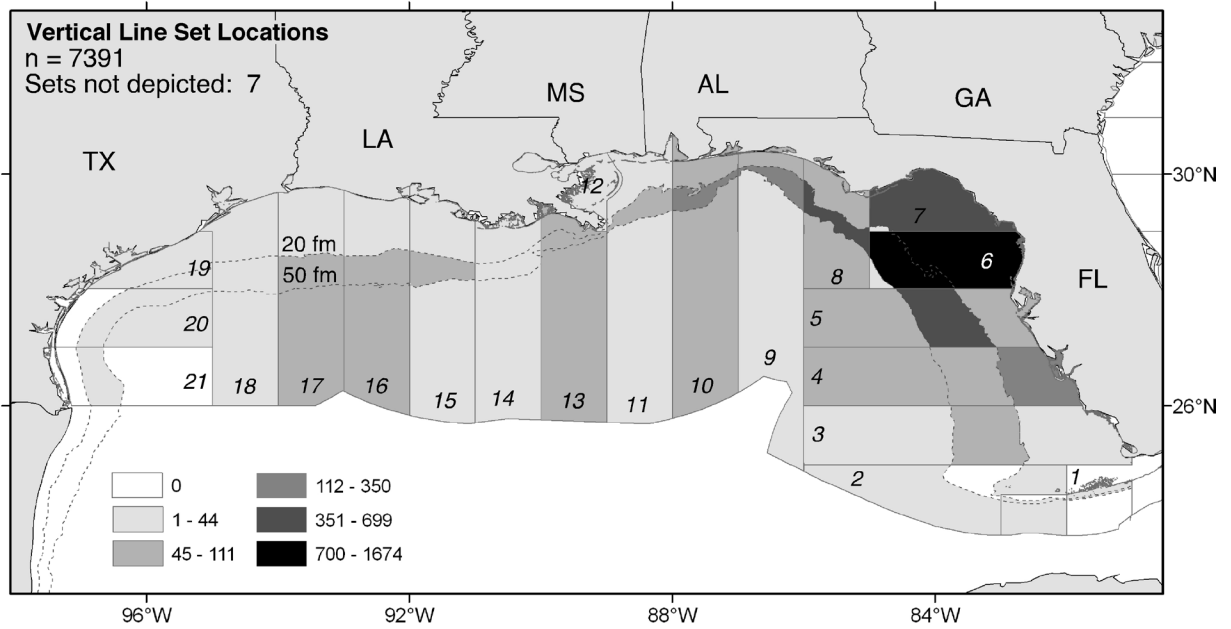 Vertical Line Set Locations
n = 7391
Sets not depicted: 7
MS
AL
GA
LA
TX
30°N
12
7
20 fm
6
19
50 fm
8
FL
20
5
9
21
18
17
16
15
14
13
11
10
4
26°N
3
2
1
0
112 - 350
1 - 44
351 - 699
45 - 111
700 - 1674
96°W
92°W
88°W
84°W